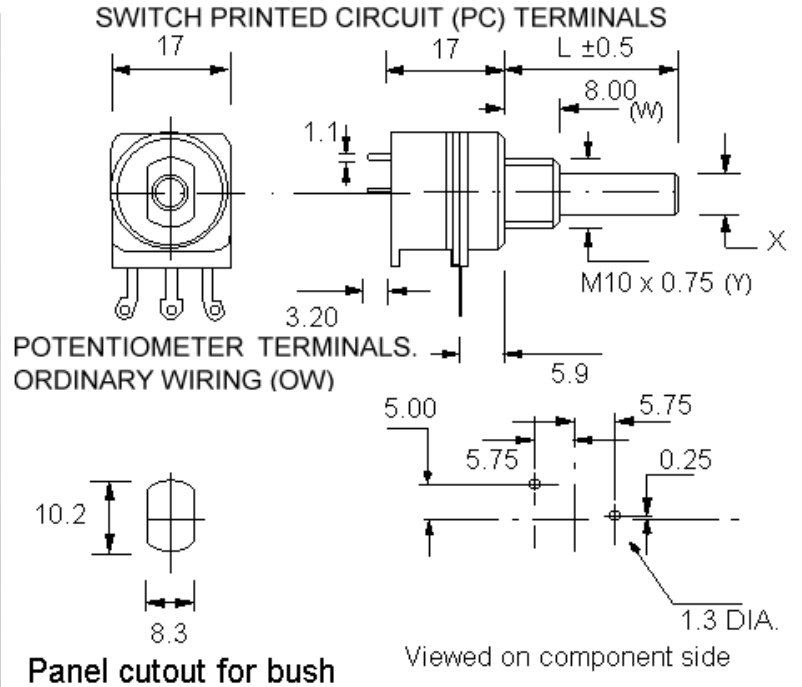 SWITCH PRINTED CIRCUIT (PC) TERMINALS
17
17
L ±0.5
8.00
(W)
1.1
X
M10 x 0.75 (Y)
3.20
POTENTIOMETER TERMINALS.
ORDINARY WIRING (OW)
5.9
5.00
5.75
5.75
0.25
10.2
8.3
1.3 DIA.
Panel cutout for bush
Viewed on component side